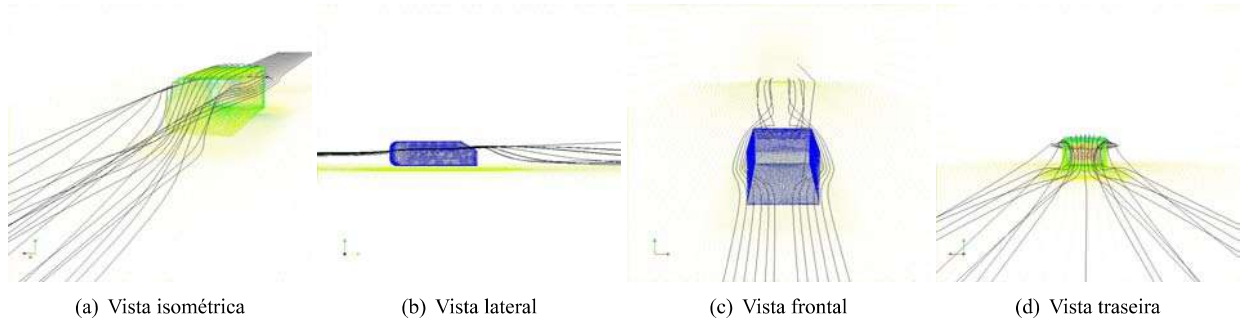 (a) Vista isométrica
(b) Vista lateral
(c) Vista frontal
(d) Vista traseira